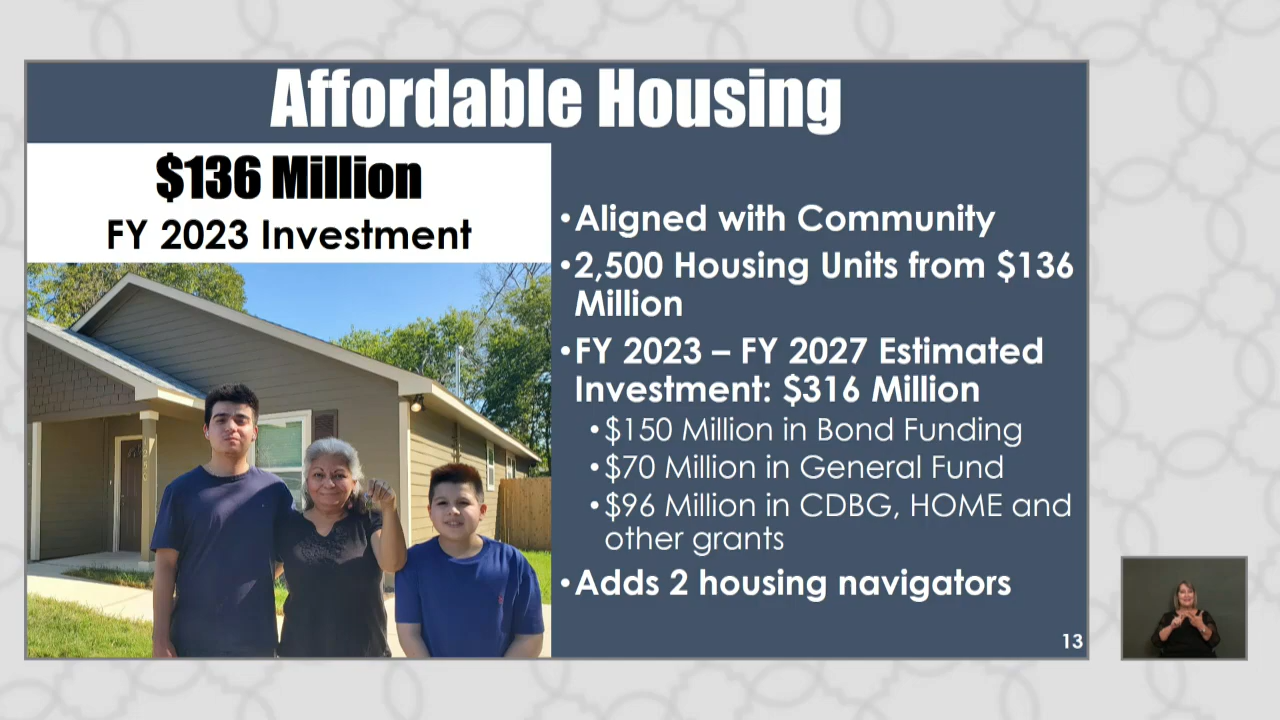 Affordable Housing
$136 Million
FY 2023 Investment
•Aligned with Community
•2,500 Housing Units from $136
Million
•FY 2023 – FY 2027 Estimated
Investment: $316 Million
•$150 Million in Bond Funding
•$70 Million in General Fund
•$96 Million in CDBG, HOME and
other grants
•Adds 2 housing navigators
13